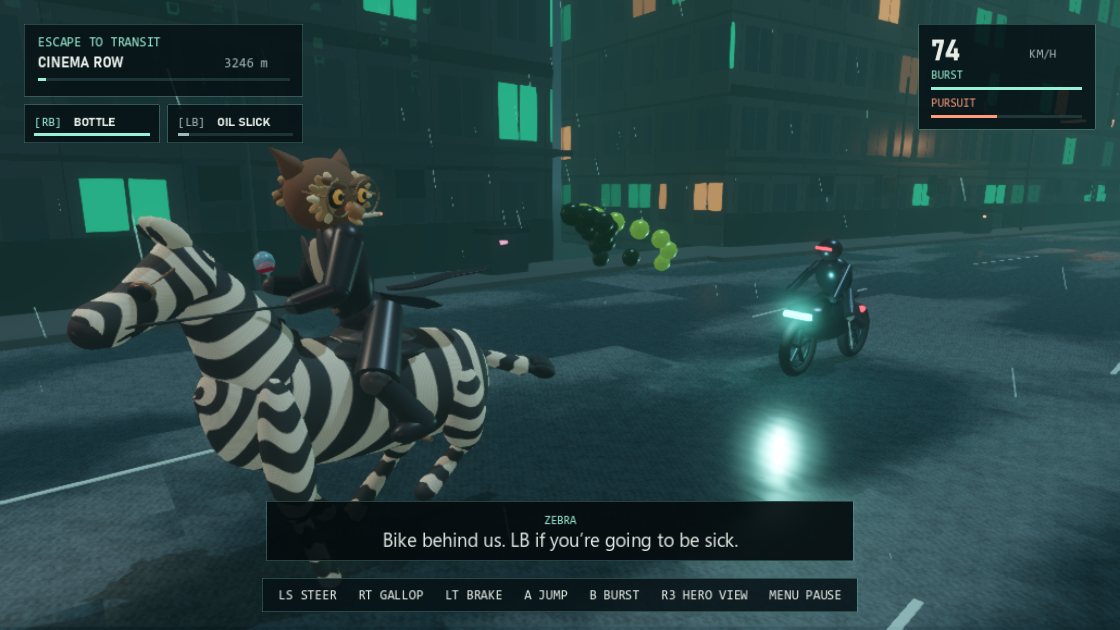 ESCAPE TO TRANSIT
CINEMA ROW 3246 m
[RB] BOTTLE
[LB] OIL SLICK
74 KM/H
BURST
PURSUIT
ZEBRA
Bike behind us. LB if you're going to be sick.
LS STEER RT GALLOP LT BRAKE A JUMP B BURST R3 HERO VIEW MENU PAUSE